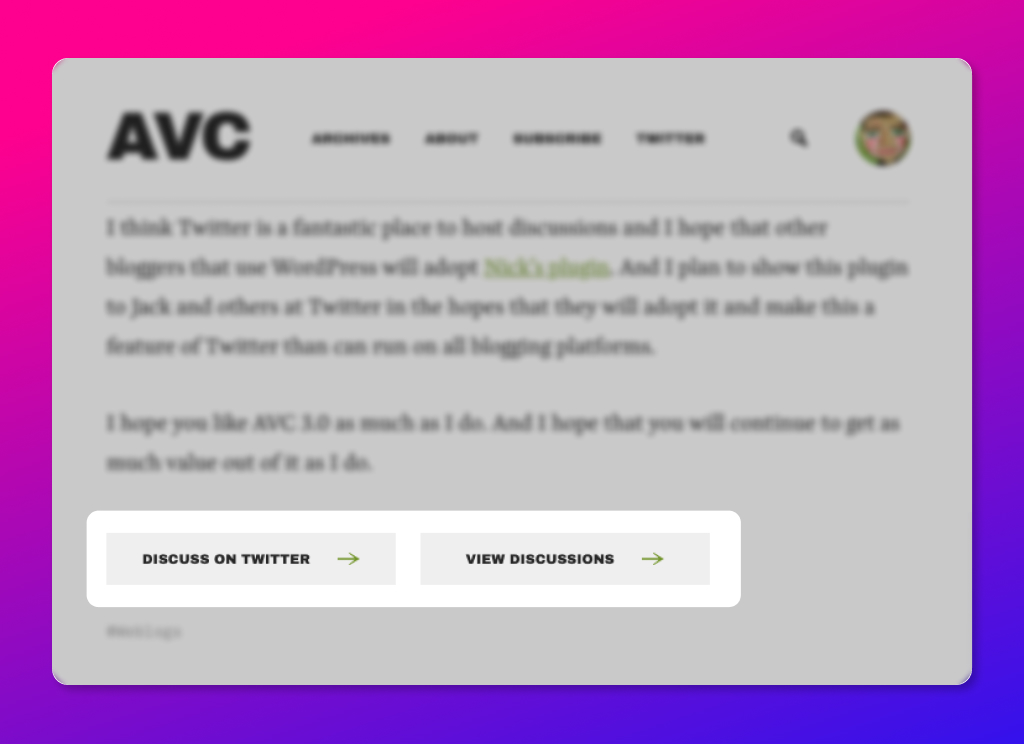 AVC
ARCHIVES ABOUT SUBSCRIBE TWITTER
I think Twitter is a fantastic place to host discussions and I hope that other
bloggers that use WordPress will adopt Nick's plugin. And I plan to show this plugin
to Jack and others at Twitter in the hopes that they will adopt it and make this a
feature of Twitter than can run on all blogging platforms.
I hope you like AVC 3.0 as much as I do. And I hope that you will continue to get as
much value out of it as I do.
DISCUSS ON TWITTER → VIEW DISCUSSIONS →
#Weblogs